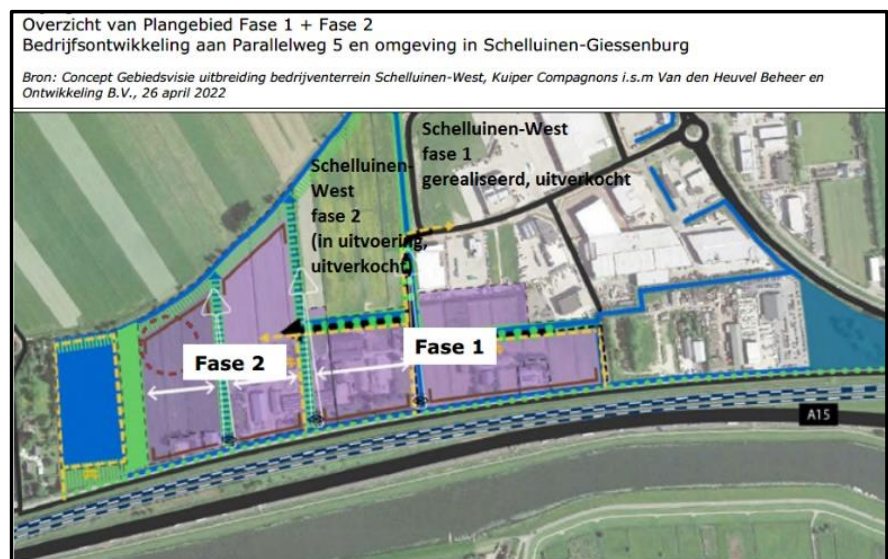 Overzicht van Plangebied Fase 1 + Fase 2
Bedrijfsontwikkeling aan Parallelweg 5 en omgeving in Schelluinen-Giessenburg
Bron: Concept Gebiedsvisie uitbreiding bedrijventerrein Schelluinen-West, Kuiper Compagnons i.s.m Van den Heuvel Beheer en
Ontwikkeling B.V., 26 april 2022
Schelluinen-West
fase 1
gerealiseerd, uitverkocht
Schelluinen-
West
fase 2
(in uitvoering,
uitverkocht)
Fase 2
Fase 1
A15